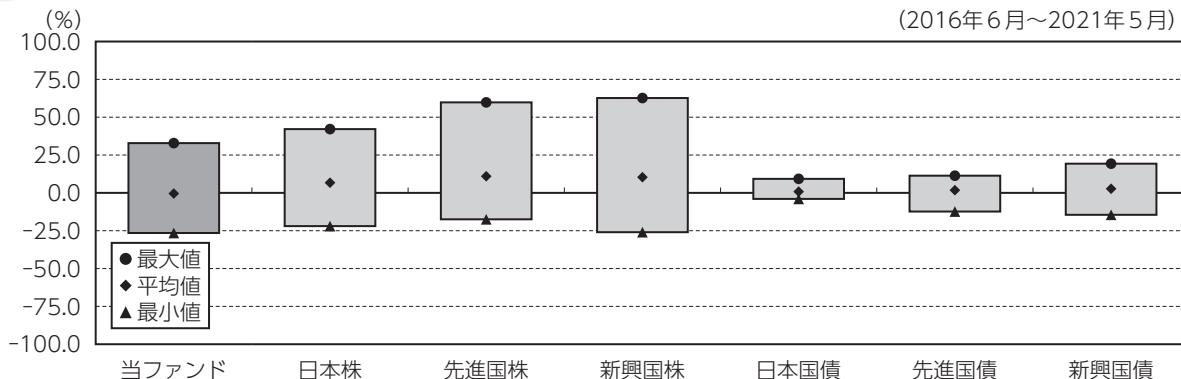 (%)
(2016年6月～2021年5月)
100.0
75.0
50.0
25.0
0.0
-25.0
-50.0
-75.0
-100.0
●最大値
◆平均値
▲最小値
当ファンド 日本株 先進国株 新興国株 日本国債 先進国債 新興国債